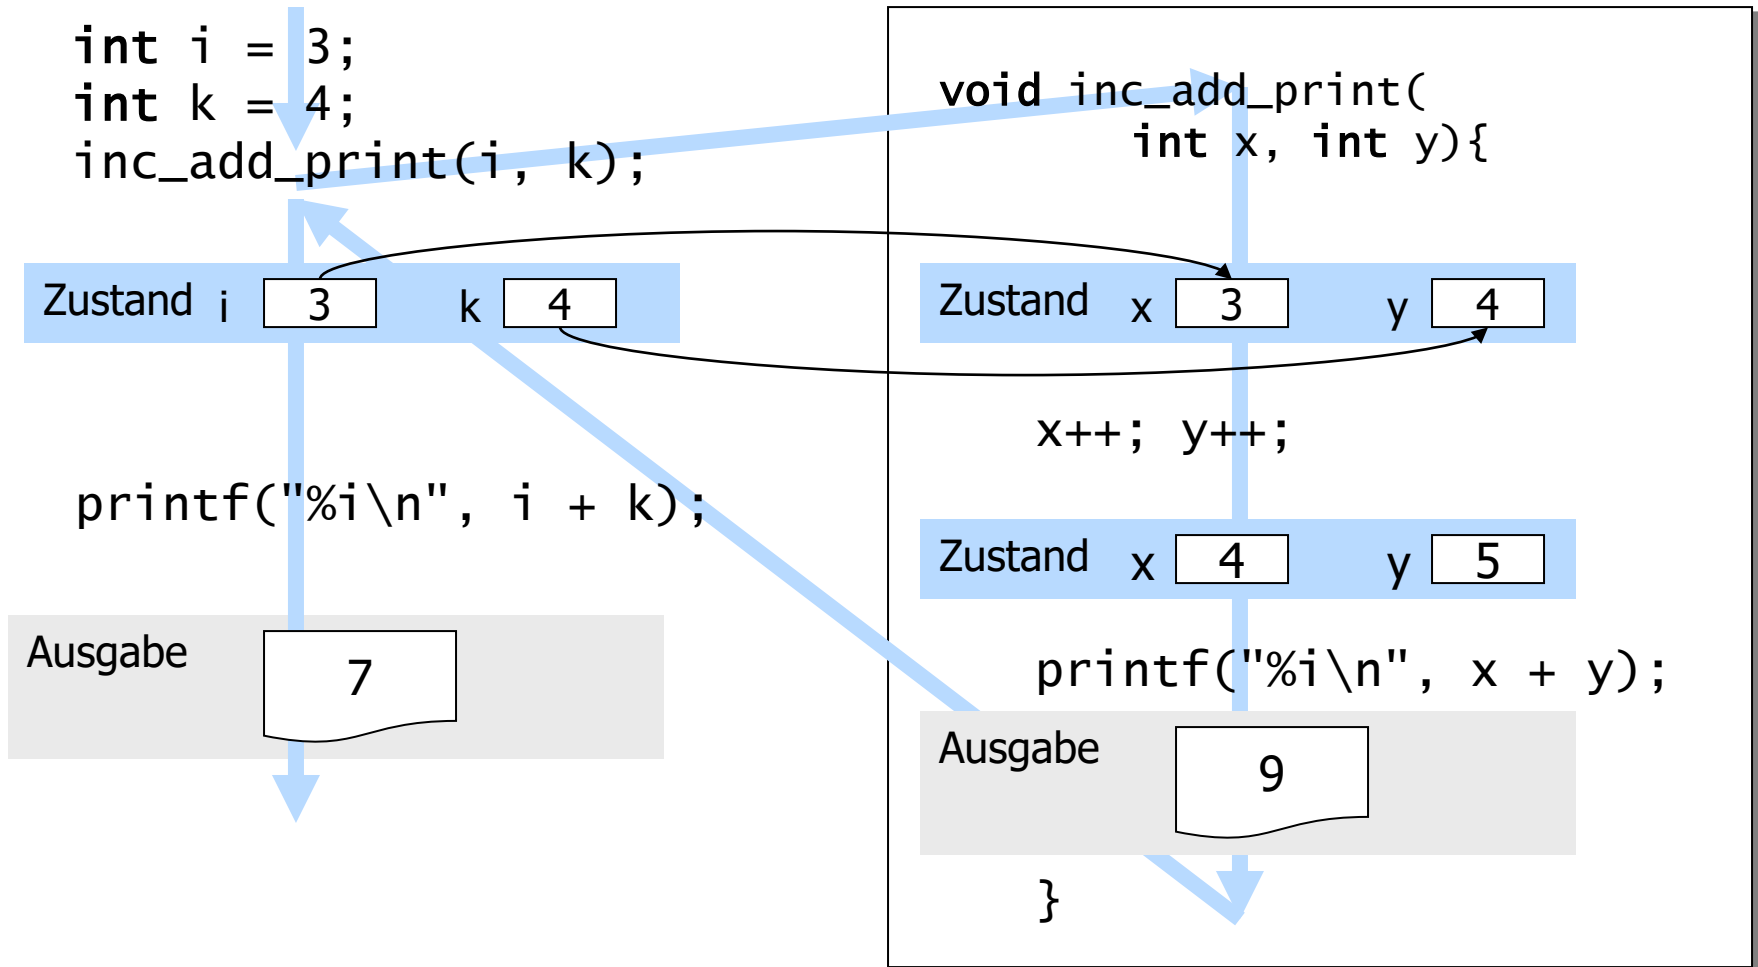 int i = 3;
int k = 4;
inc_add_print(i, k);
Zustand i 3 k 4
printf("%i\n", i + k);
Ausgabe 7
void inc_add_print(
int x, int y){
Zustand x 3 y 4
x++; y++;
Zustand x 4 y 5
printf("%i\n", x + y);
Ausgabe 9
}